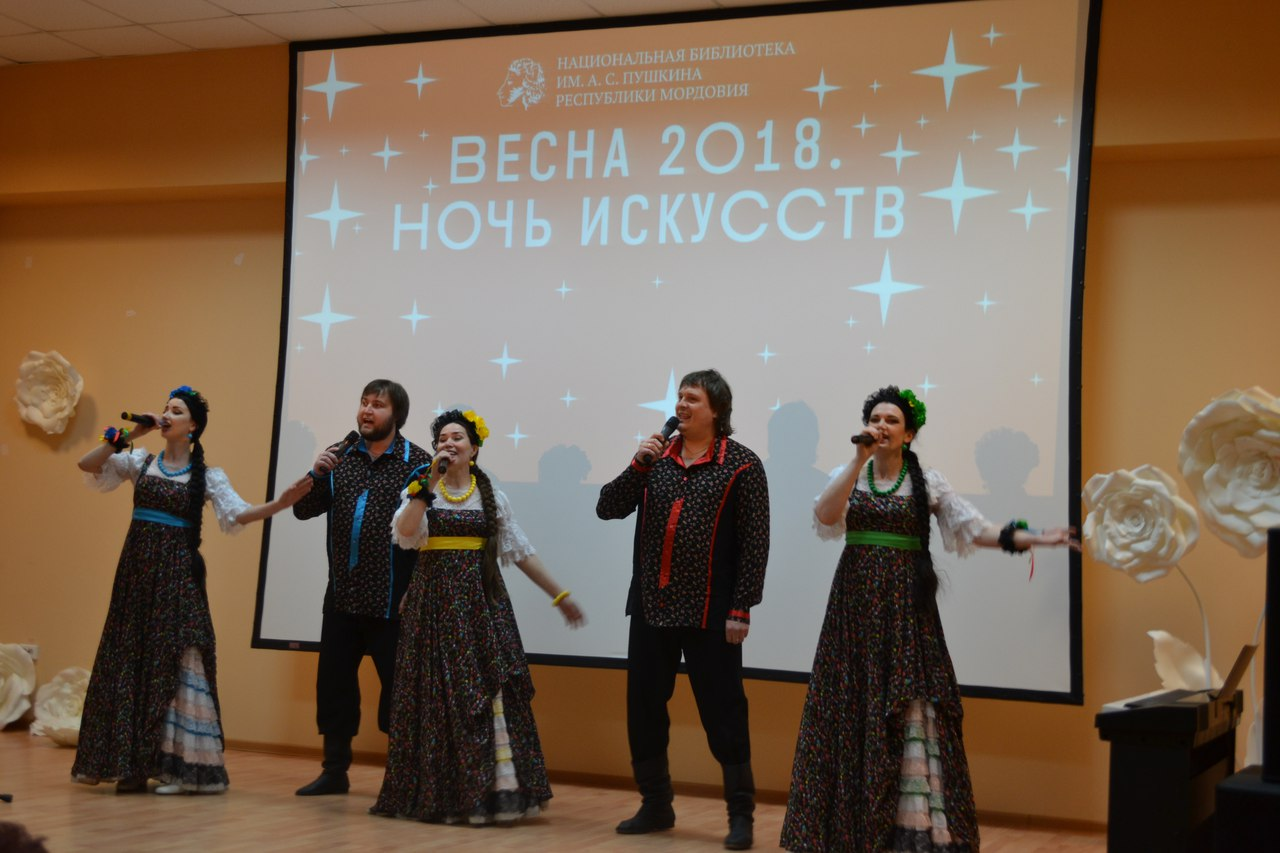 НАЦИОНАЛЬНАЯ БИБЛИОТЕКА
ИМ. А. С. ПУШКИНА
РЕСПУБЛИКИ МОРДОВИЯ
ВЕСНА 2018.
НОЧЬ ИСКУССТВ